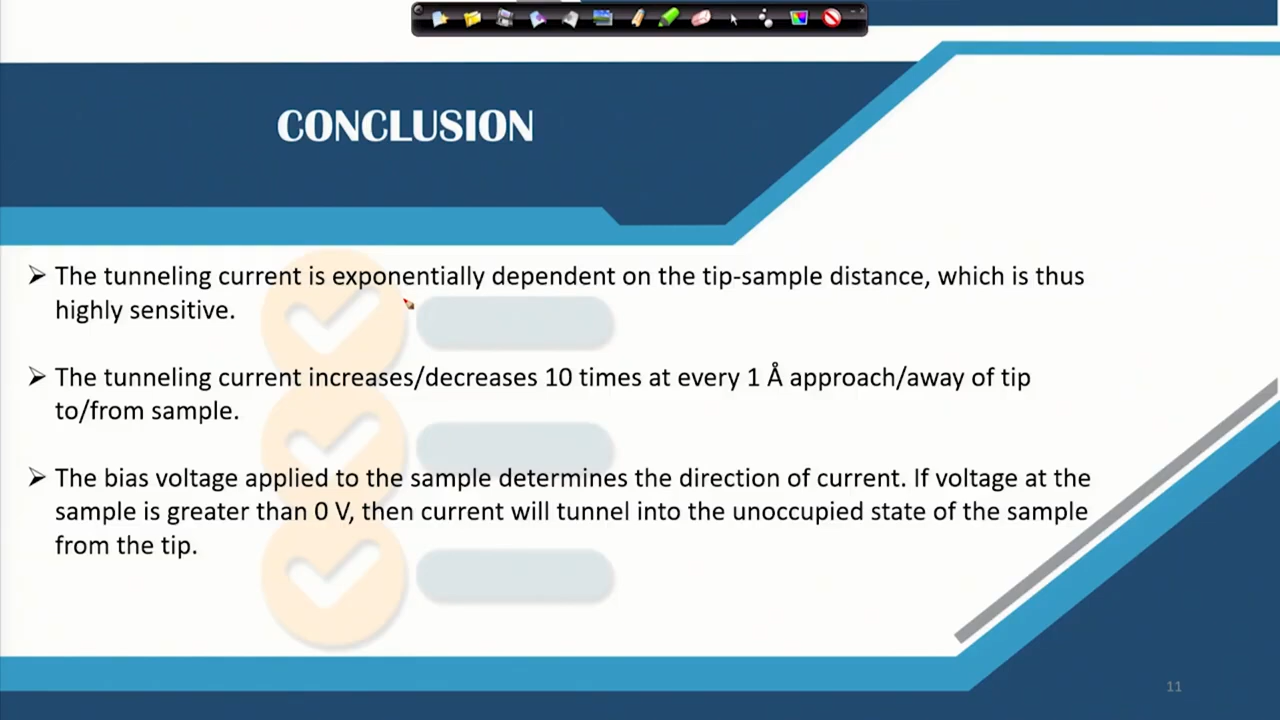 CONCLUSION
➢ The tunneling current is exponentially dependent on the tip-sample distance, which is thus
highly sensitive.
➢ The tunneling current increases/decreases 10 times at every 1 Å approach/away of tip
to/from sample.
➢ The bias voltage applied to the sample determines the direction of current. If voltage at the
sample is greater than 0 V, then current will tunnel into the unoccupied state of the sample
from the tip.
11